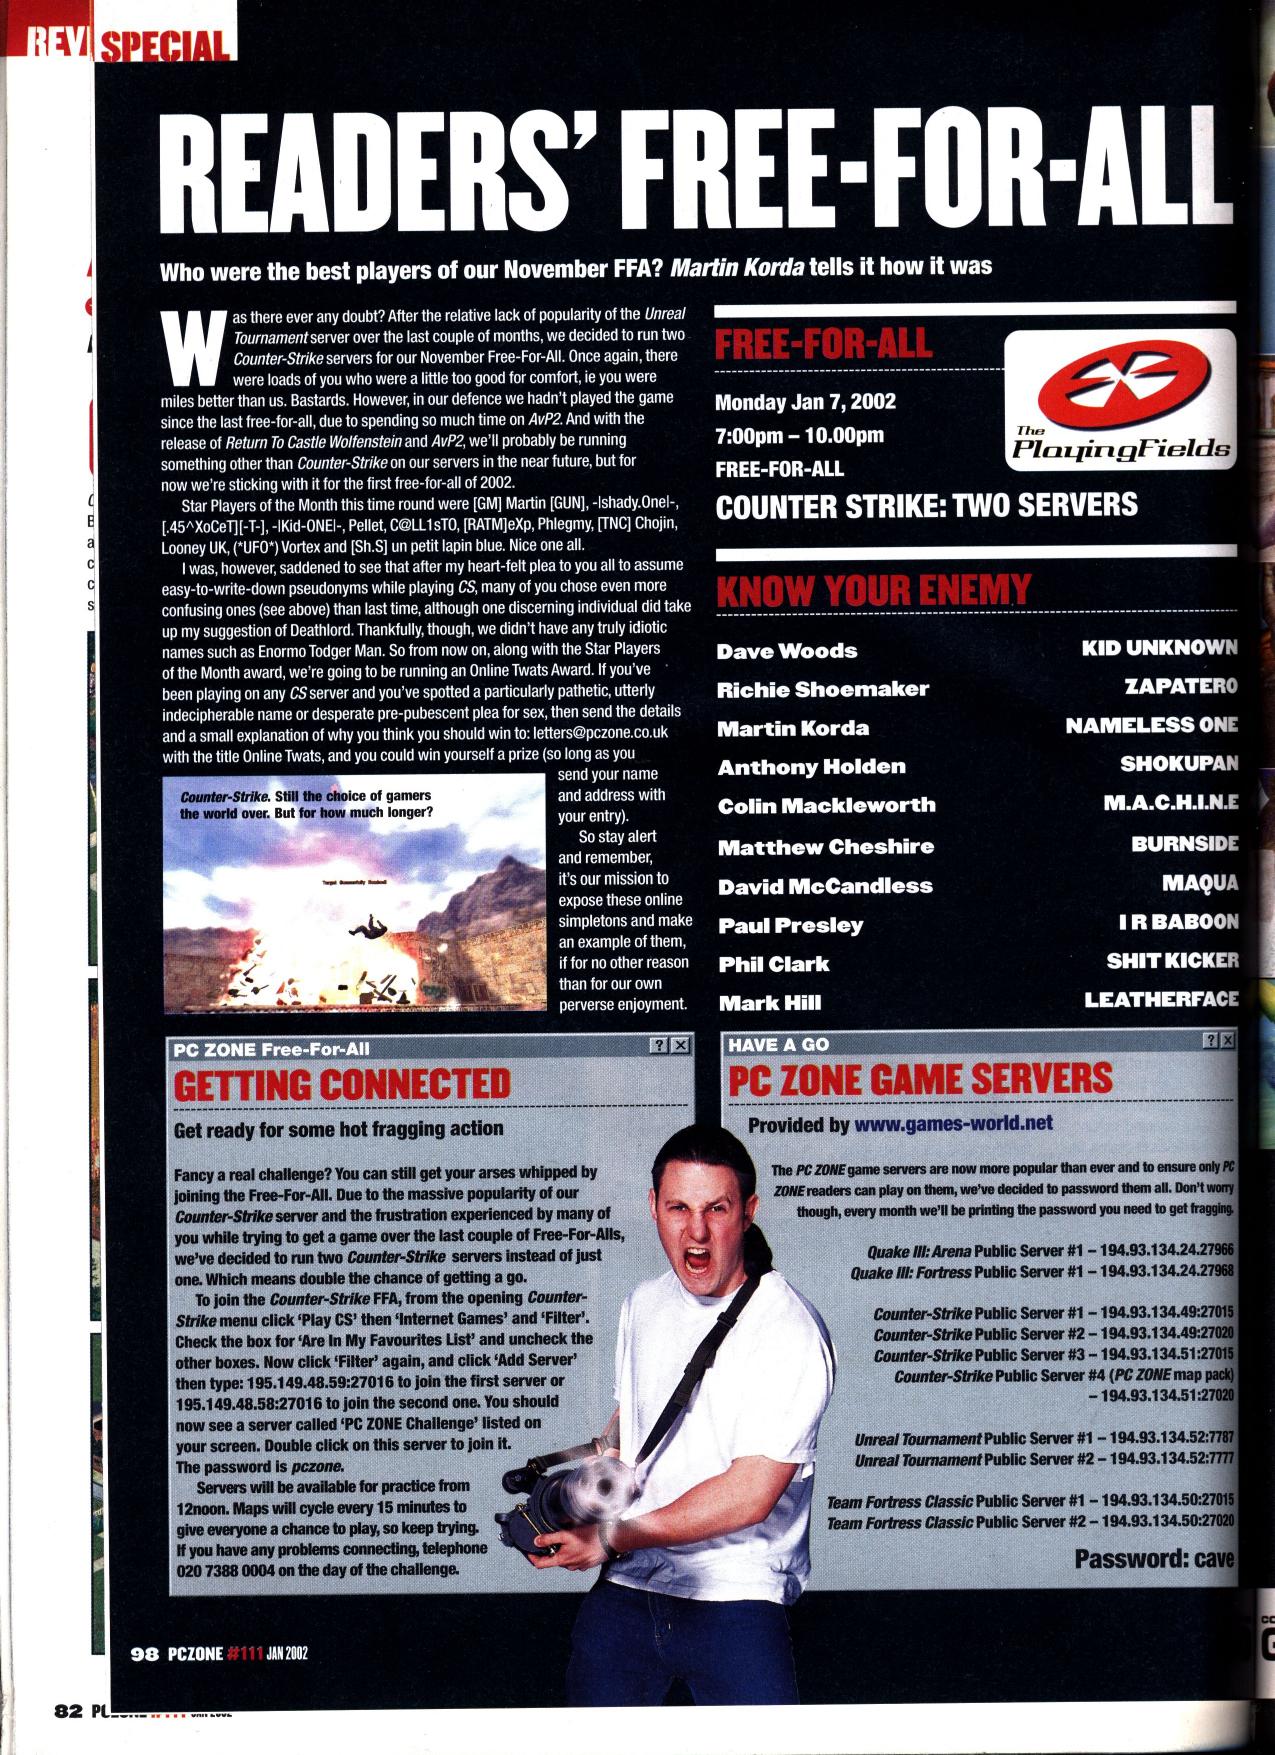 REVI
SPECIAL
READERS' FREE-FOR-ALL
Who were the best players of our November FFA? Martin Korda tells it how it was
Was there ever any doubt? After the relative lack of popularity of the Unreal
Tournament server over the last couple of months, we decided to run two
Counter-Strike servers for our November Free-For-All. Once again, there
were loads of you who were a little too good for comfort, ie you were
miles better than us. Bastards. However, in our defence we hadn't played the game
since the last free-for-all, due to spending so much time on AvP2. And with the
release of Return To Castle Wolfenstein and AvP2, we'll probably be running
something other than Counter-Strike on our servers in the near future, but for
now we're sticking with it for the first free-for-all of 2002.
Star Players of the Month this time round were [GM] Martin [GUN], -Ishady.OneI-,
[.45^XoCeT][-T-], -IKid-ONEI-, Pellet, C@LL1sTO, [RATM]eXp, Phlegmy, [TNC] Chojin,
Looney UK, (*UFO*) Vortex and [Sh.S] un petit lapin blue. Nice one all.
I was, however, saddened to see that after my heart-felt plea to you all to assume
easy-to-write-down pseudonyms while playing CS, many of you chose even more
confusing ones (see above) than last time, although one discerning individual did take
up my suggestion of Deathlord. Thankfully, though, we didn't have any truly idiotic
names such as Enormo Todger Man. So from now on, along with the Star Players
of the Month award, we're going to be running an Online Twats Award. If you've
been playing on any CS server and you've spotted a particularly pathetic, utterly
indecipherable name or desperate pre-pubescent plea for sex, then send the details
and a small explanation of why you think you should win to: letters@pczone.co.uk
with the title Online Twats, and you could win yourself a prize (so long as you
send your name
and address with
your entry).
So stay alert
and remember,
it's our mission to
expose these online
simpletons and make
an example of them,
if for no other reason
than for our own
perverse enjoyment.
Counter-Strike. Still the choice of gamers
the world over. But for how much longer?
Target Successfully Bombed!
FREE-FOR-ALL
Monday Jan 7, 2002
7:00pm – 10.00pm
FREE-FOR-ALL
COUNTER STRIKE: TWO SERVERS
The
PlayingFields
KNOW YOUR ENEMY
Dave Woods KID UNKNOWN
Richie Shoemaker ZAPATERO
Martin Korda NAMELESS ONE
Anthony Holden SHOKUPAN
Colin Mackleworth M.A.C.H.I.N.E
Matthew Cheshire BURNSIDE
David McCandless MAQUA
Paul Presley I R BABOON
Phil Clark SHIT KICKER
Mark Hill LEATHERFACE
PC ZONE Free-For-All
GETTING CONNECTED
Get ready for some hot fragging action
Fancy a real challenge? You can still get your arses whipped by
joining the Free-For-All. Due to the massive popularity of our
Counter-Strike server and the frustration experienced by many of
you while trying to get a game over the last couple of Free-For-Alls,
we've decided to run two Counter-Strike servers instead of just
one. Which means double the chance of getting a go.
To join the Counter-Strike FFA, from the opening Counter-
Strike menu click 'Play CS' then 'Internet Games' and 'Filter'.
Check the box for 'Are In My Favourites List' and uncheck the
other boxes. Now click 'Filter' again, and click 'Add Server'
then type: 195.149.48.59:27016 to join the first server or
195.149.48.58:27016 to join the second one. You should
now see a server called 'PC ZONE Challenge' listed on
your screen. Double click on this server to join it.
The password is pczone.
Servers will be available for practice from
12noon. Maps will cycle every 15 minutes to
give everyone a chance to play, so keep trying.
If you have any problems connecting, telephone
020 7388 0004 on the day of the challenge.
HAVE A GO
PC ZONE GAME SERVERS
Provided by www.games-world.net
The PC ZONE game servers are now more popular than ever and to ensure only PC
ZONE readers can play on them, we've decided to password them all. Don't worry
though, every month we'll be printing the password you need to get fragging.
Quake III: Arena Public Server #1 – 194.93.134.24.27966
Quake III: Fortress Public Server #1 – 194.93.134.24.27968
Counter-Strike Public Server #1 – 194.93.134.49:27015
Counter-Strike Public Server #2 – 194.93.134.49:27020
Counter-Strike Public Server #3 – 194.93.134.51:27015
Counter-Strike Public Server #4 (PC ZONE map pack)
– 194.93.134.51:27020
Unreal Tournament Public Server #1 – 194.93.134.52:7787
Unreal Tournament Public Server #2 – 194.93.134.52:7777
Team Fortress Classic Public Server #1 – 194.93.134.50:27015
Team Fortress Classic Public Server #2 – 194.93.134.50:27020
Password: cave
98 PCZONE #111 JAN 2002
82